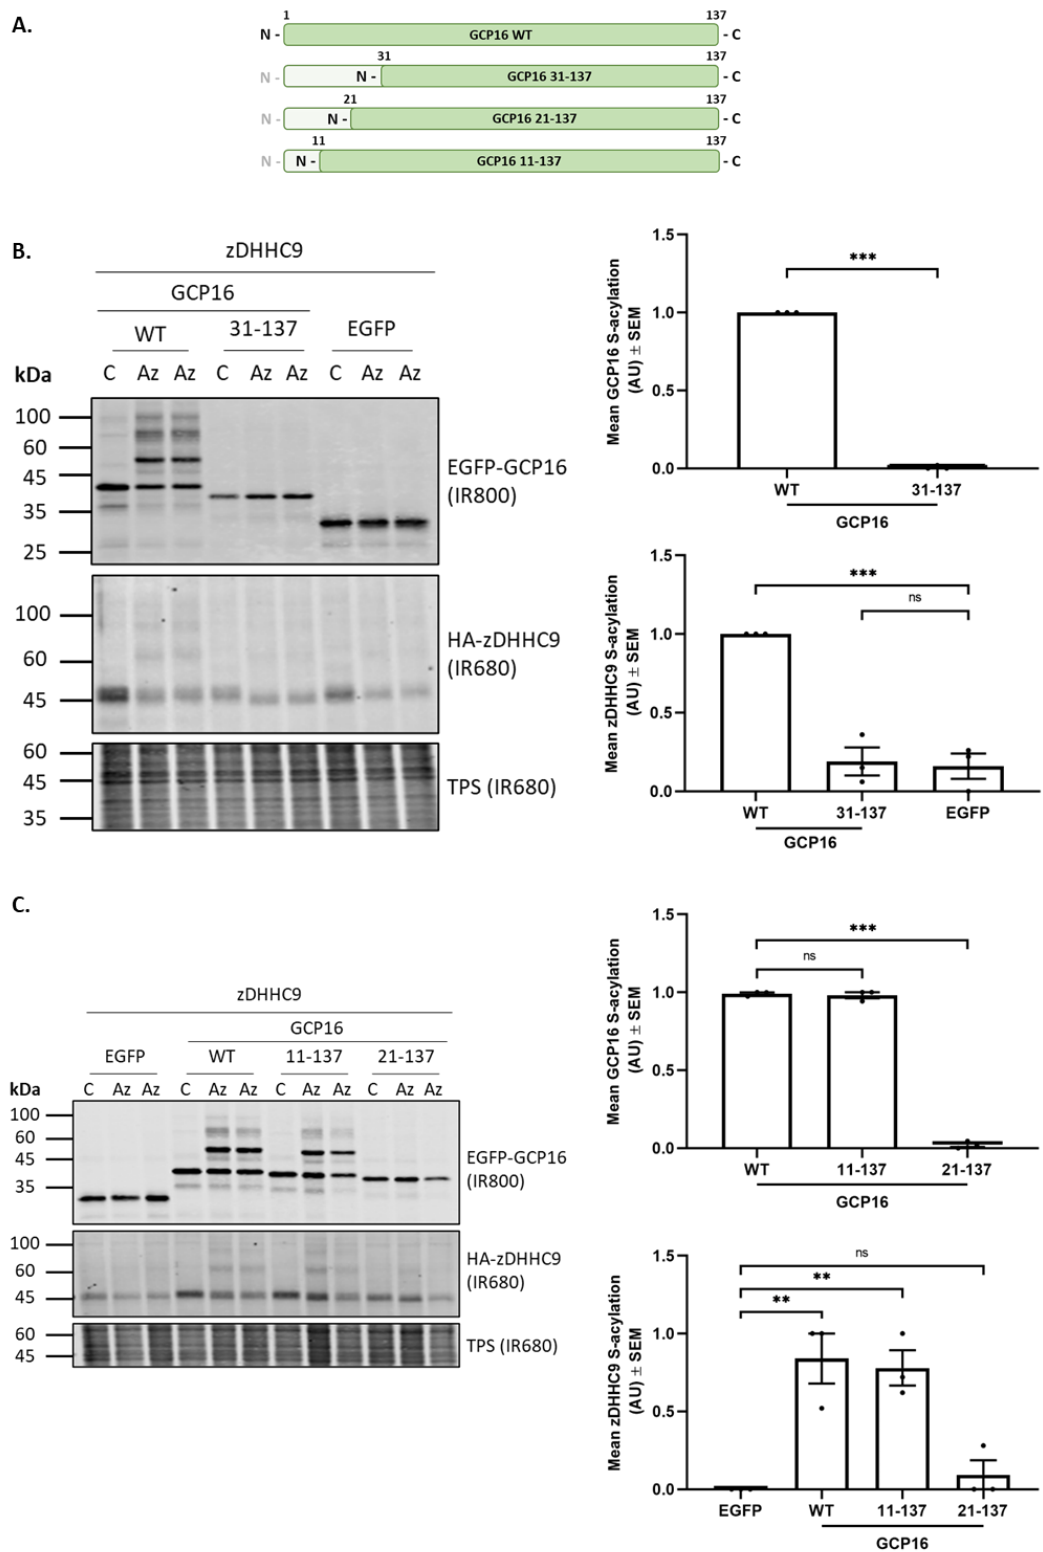 A.
1 137
N - GCP16 WT - C
31 137
N - N - GCP16 31-137 - C
21 137
N - N - GCP16 21-137 - C
11 137
N - N - GCP16 11-137 - C
B.
zDHHC9
GCP16
WT 31-137 EGFP
kDa C Az Az C Az Az C Az Az
100
60
45
35
25
EGFP-GCP16
(IR800)
100
60
45
HA-zDHHC9
(IR680)
60
45
35
TPS (IR680)
Mean GCP16 S-acylation
(AU) ± SEM
1.5
1.0
0.5
0.0
***
WT 31-137
GCP16
Mean zDHHC9 S-acylation
(AU) ± SEM
1.5
1.0
0.5
0.0
***
ns
WT 31-137 EGFP
GCP16
C.
zDHHC9
GCP16
EGFP WT 11-137 21-137
kDa C Az Az C Az Az C Az Az C Az Az
100
60
45
35
EGFP-GCP16
(IR800)
100
60
45
HA-zDHHC9
(IR680)
60
45
TPS (IR680)
Mean GCP16 S-acylation
(AU) ± SEM
1.5
1.0
0.5
0.0
***
ns
WT 11-137 21-137
GCP16
Mean zDHHC9 S-acylation
(AU) ± SEM
1.5
1.0
0.5
0.0
ns
**
**
EGFP WT 11-137 21-137
GCP16